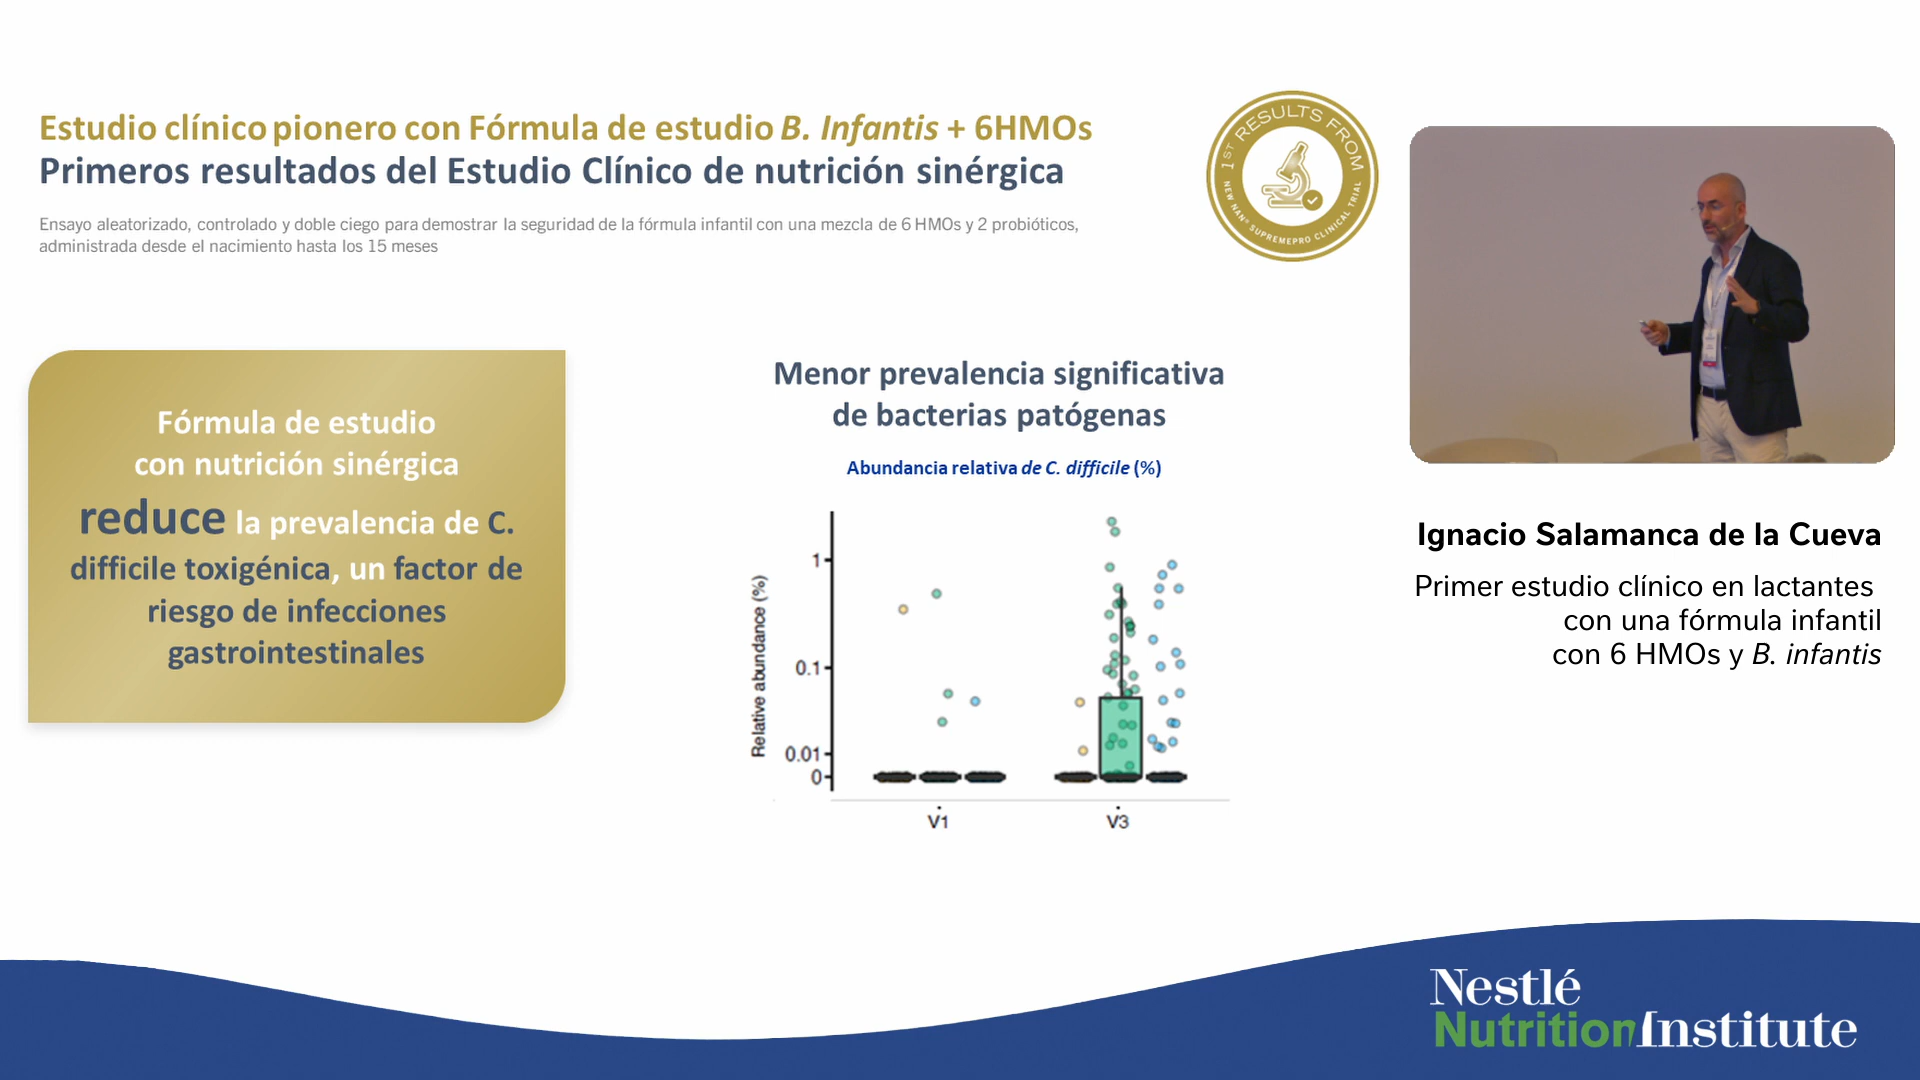 Estudio clínico pionero con Fórmula de estudio B. Infantis + 6HMOs
Primeros resultados del Estudio Clínico de nutrición sinérgica
Ensayo aleatorizado, controlado y doble ciego para demostrar la seguridad de la fórmula infantil con una mezcla de 6 HMOs y 2 probióticos,
administrada desde el nacimiento hasta los 15 meses
1ST RESULTS FROM
NEW NAN® SUPREMEPRO CLINICAL TRIAL
Fórmula de estudio
con nutrición sinérgica
reduce la prevalencia de C.
difficile toxigénica, un factor de
riesgo de infecciones
gastrointestinales
Menor prevalencia significativa
de bacterias patógenas
Abundancia relativa de C. difficile (%)
Relative abundance (%)
1
0.1
0.01
0
V1
V3
Ignacio Salamanca de la Cueva
Primer estudio clínico en lactantes
con una fórmula infantil
con 6 HMOs y B. infantis
Nestlé
NutritionInstitute